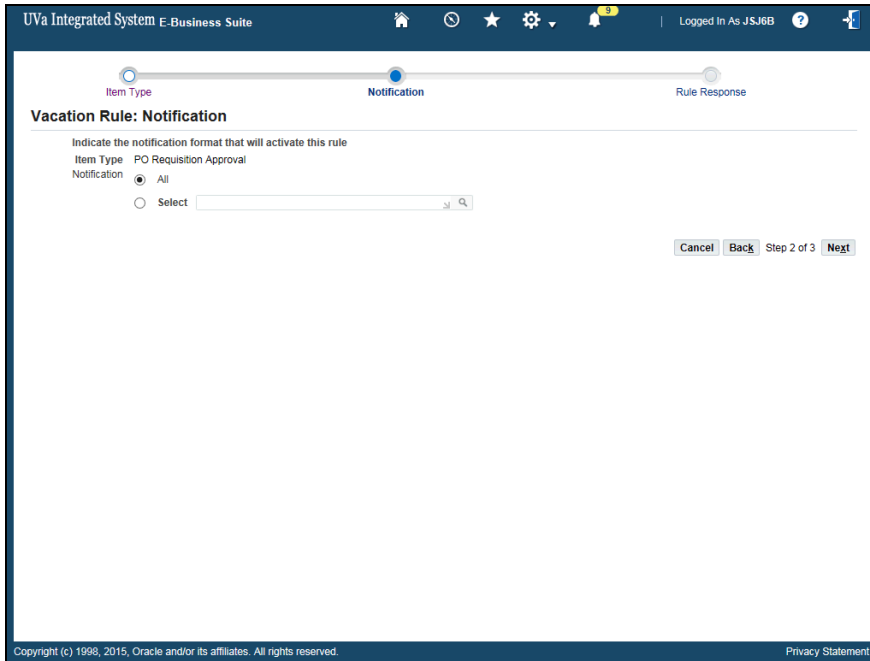 UVa Integrated System E-Business Suite
9
| Logged In As JSJ6B ?
Item Type Notification Rule Response
Vacation Rule: Notification
Indicate the notification format that will activate this rule
Item Type PO Requisition Approval
Notification All
Select
Cancel Back Step 2 of 3 Next
Copyright (c) 1998, 2015, Oracle and/or its affiliates. All rights reserved. Privacy Statement